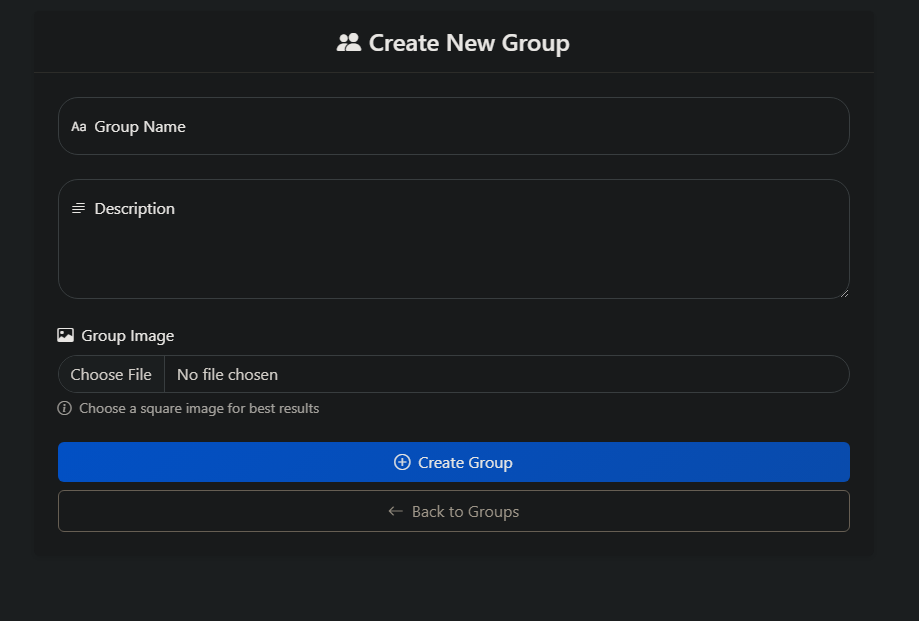 Create New Group
Aa Group Name
Description
Group Image
Choose File No file chosen
Choose a square image for best results
Create Group
Back to Groups